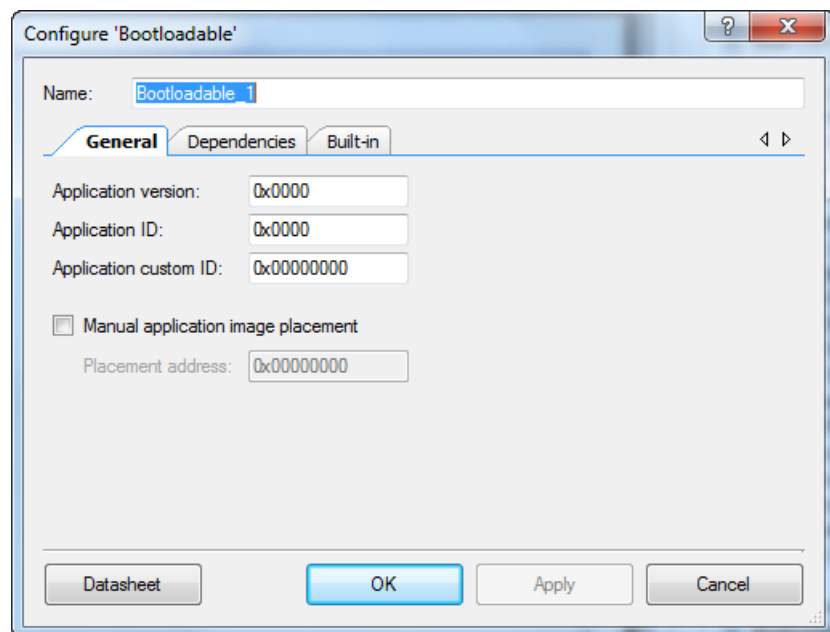 Configure 'Bootloadable'
Name: Bootloadable_1
General Dependencies Built-in
Application version: 0x0000
Application ID: 0x0000
Application custom ID: 0x00000000
Manual application image placement
Placement address: 0x00000000
Datasheet OK Apply Cancel